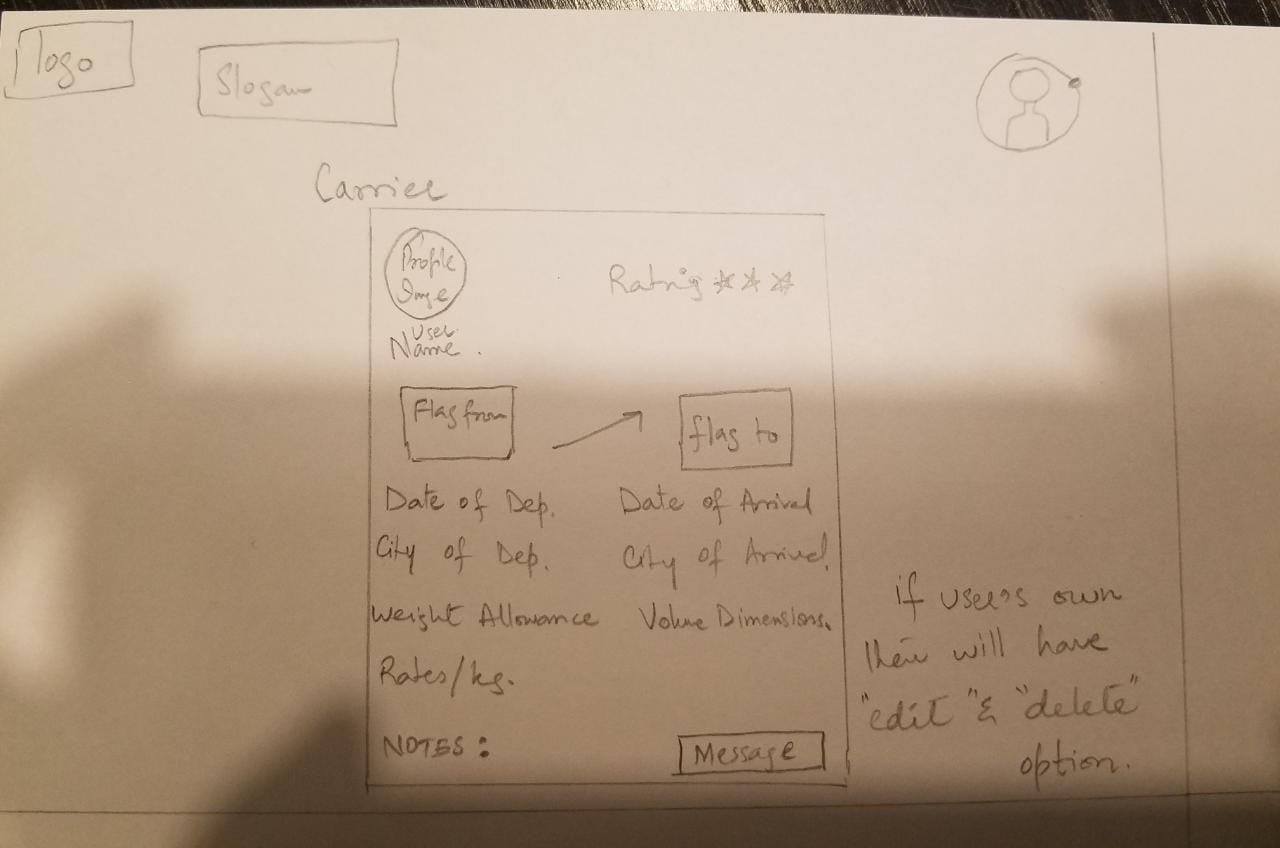 logo
Slogan
Carrier
Profile
Image
User
Name.
Rating ☆☆☆
Flag from
flag to
Date of Dep. Date of Arrival
City of Dep. City of Arrival.
Weight Allowance Volume Dimensions.
Rates/kg.
NOTES: Message
if user's own
then will have
"edit" & "delete"
option.